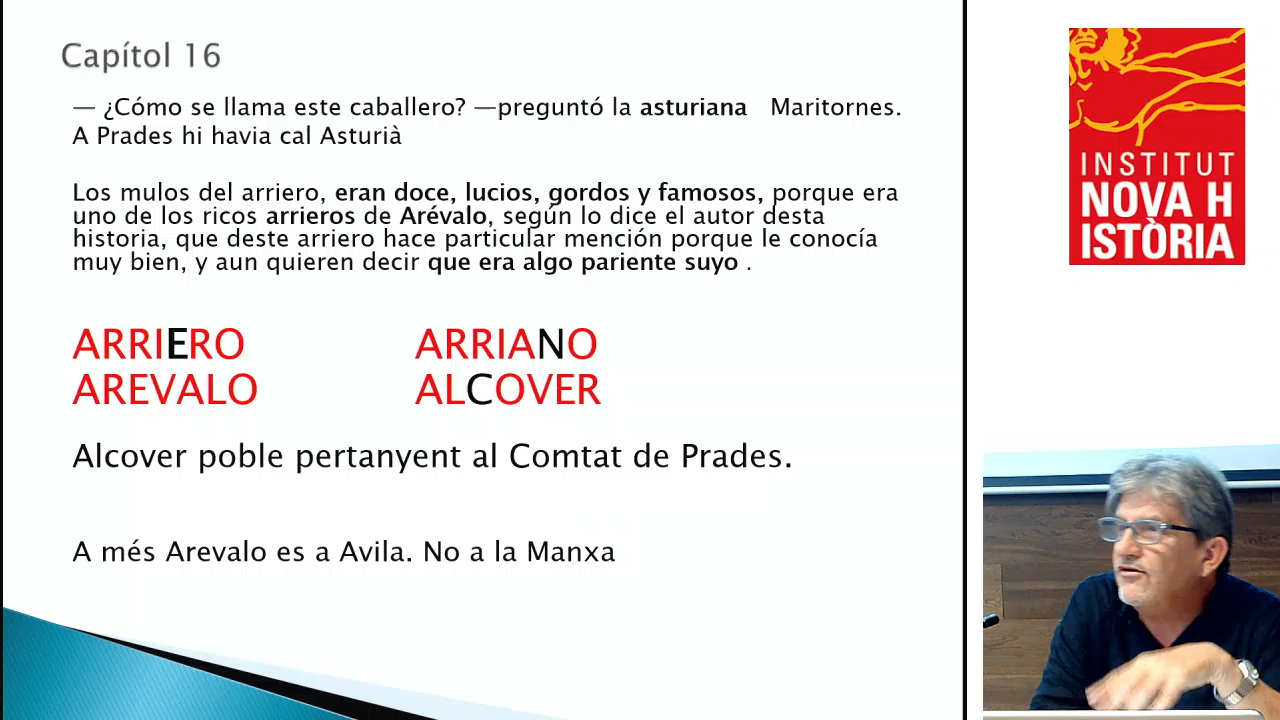 Capítol 16
— ¿Cómo se llama este caballero? —preguntó la asturiana Maritornes.
A Prades hi havia cal Asturià
Los mulos del arriero, eran doce, lucios, gordos y famosos, porque era
uno de los ricos arrieros de Arévalo, según lo dice el autor desta
historia, que deste arriero hace particular mención porque le conocía
muy bien, y aun quieren decir que era algo pariente suyo .
ARRIERO ARRIANO
AREVALO ALCOVER
Alcover poble pertanyent al Comtat de Prades.
A més Arevalo es a Avila. No a la Manxa
INSTITUT
NOVA H
ISTÒRIA